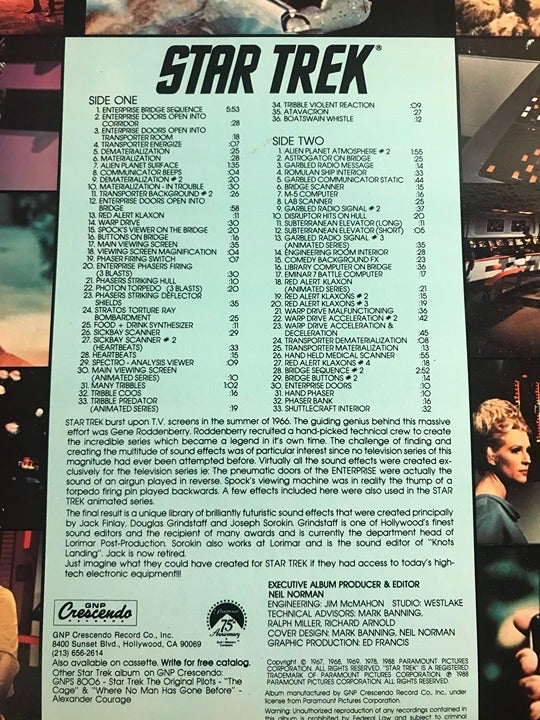 STAR TREK®
SIDE ONE
1. ENTERPRISE BRIDGE SEQUENCE 5:53
2. ENTERPRISE DOORS OPEN INTO
CORRIDOR :28
3. ENTERPRISE DOORS OPEN INTO
TRANSPORTER RACOM :18
4. TRANSPORTER ENERGIZE :07
5. DEMATERIALIZATION :25
6. MATERIALIZATION :28
7. ALIEN PLANET SURFACE 1:35
8. COMMUNICATOR BEEPS :04
9. DEMATERIALIZATION #2 :20
10. MATERIALIZATION - IN TROUBLE :30
11. TRANSPORTER BACKGROUND #2 :26
12. ENTERPRISE DOORS OPEN INTO
BRIDGE :58
13. RED ALERT KLAXON :11
14. WARP DRIVE :30
15. SPOCK'S VIEWER ON THE BRIDGE :20
16. BUTTONS ON BRIDGE :16
17. MAIN VIEWING SCREEN :35
18. VIEWING SCREEN MAGNIFICATION :04
19. PHASER FIRING SWITCH :07
20. ENTERPRISE PHASERS FIRING
(3 BLASTS) :30
21. PHASERS STRIKING HULL :10
22. PHOTON TORPEDO (3 BLASTS) :20
23. PHASERS STRIKING DEFLECTOR
SHIELDS :35
24. STRATOS TORTURE RAY
BOMBARDMENT :25
25. FOOD + DRINK SYNTHESIZER :11
26. SICKBAY SCANNER :29
27. SICKBAY SCANNER #2
(HEARTBEATS) :33
28. HEARTBEATS :15
29. SPECTRO - ANALYSIS VIEWER :09
30. MAIN VIEWING SCREEN
(ANIMATED SERIES) :10
31. MANY TRIBBLES 1:02
32. TRIBBLE COOS :16
33. TRIBBLE PREDATOR
(ANIMATED SERIES) :19
34. TRIBBLE VIOLENT REACTION :09
35. ATAVACRON :27
36. BOATSWAIN WHISTLE :12
SIDE TWO
1. ALIEN PLANET ATMOSPHERE #2 1:55
2. ASTROGATOR ON BRIDGE :25
3. GARBLED RADIO MESSAGE :14
4. ROMULAN SHIP INTERIOR :33
5. GARBLED COMMUNICATOR STATIC :44
6. BRIDGE SCANNER :15
7. M-5 COMPUTER :16
8. LAB SCANNER :25
9. GARBLED RADIO SIGNAL #2 :37
10. DISRUPTOR HITS ON HULL :20
11. SUBTERRANEAN ELEVATOR (LONG) :11
12. SUBTERRANEAN ELEVATOR (SHORT) :05
13. GARBLED RADIO SIGNAL #3
(ANIMATED SERIES) :35
14. ENGINEERING ROOM INTERIOR :28
15. COMEDY BACKGROUND FX :23
16. LIBRARY COMPUTER ON BRIDGE :36
17. EMINAR 7 BATTLE COMPUTER :17
18. RED ALERT KLAXON
(ANIMATED SERIES) :21
19. RED ALERT KLAXONS #2 :15
20. RED ALERT KLAXONS #3 :19
21. WARP DRIVE MALFUNCTIONING :36
22. WARP DRIVE ACCELERATION #2 :42
23. WARP DRIVE ACCELERATION &
DECELERATION :45
24. TRANSPORTER DEMATERIALIZATION :08
25. TRANSPORTER MATERIALIZATION :13
26. HAND HELD MEDICAL SCANNER :55
27. RED ALERT KLAXONS #4 :18
28. BRIDGE SEQUENCE #2 2:52
29. BRIDGE BUTTONS #2 :14
30. ENTERPRISE DOORS :10
31. HAND PHASER :10
32. PHASER BANK :16
33. SHUTTLECRAFT INTERIOR :32
STAR TREK burst upon T.V. screens in the summer of 1966. The guiding genius behind this massive
effort was Gene Roddenberry. Roddenberry recruited a hand-picked technical crew to create
the incredible series which became a legend in it's own time. The challenge of finding and
creating the multitude of sound effects was of particular interest since no television series of this
magnitude had ever been attempted before. Virtually all the sound effects were created ex-
clusively for the television series ie: The pneumatic doors of the ENTERPRISE were actually the
sound of an airgun played in reverse. Spock's viewing machine was in reality the thump of a
torpedo firing pin played backwards. A few effects included here were also used in the STAR
TREK animated series.
The final result is a unique library of brilliantly futuristic sound effects that were created principally
by Jack Finlay, Douglas Grindstaff and Joseph Sorokin. Grindstaff is one of Hollywood's finest
sound editors and the recipient of many awards and is currently the department head of
Lorimar Post-Production. Sorokin also works at Lorimar and is the sound editor of "Knots
Landing". Jack is now retired.
Just imagine what they could have created for STAR TREK if they had access to today's high-
tech electronic equipment!!!
GNP
Crescendo
RECORDS
Paramount
75th
Anniversary
GNP Crescendo Record Co., Inc.
8400 Sunset Blvd., Hollywood, CA 90069
(213) 656-2614
Also available on cassette. Write for free catalog.
Other Star Trek album on GNP Crescendo:
GNPS 8006 - Star Trek The Original Pilots - "The
Cage" & "Where No Man Has Gone Before" -
Alexander Courage
EXECUTIVE ALBUM PRODUCER & EDITOR
NEIL NORMAN
ENGINEERING: JIM McMAHON STUDIO: WESTLAKE
TECHNICAL ADVISORS: MARK BANNING,
RALPH MILLER, RICHARD ARNOLD
COVER DESIGN: MARK BANNING, NEIL NORMAN
GRAPHIC PRODUCTION: ED FRANCIS
Copyright © 1967, 1968, 1969, 1978, 1988 PARAMOUNT PICTURES
CORPORATION. ALL RIGHTS RESERVED. "STAR TREK" IS A REGISTERED
TRADEMARK OF PARAMOUNT PICTURES CORPORATION. ℗ 1988
PARAMOUNT PICTURES CORPORATION.
Album manufactured by GNP Crescendo Record Co., Inc. under
license from Paramount Pictures Corporation.
Warning: Unauthorized reproduction of any recordings contained in
this album is prohibited by Federal Law and subject to criminal